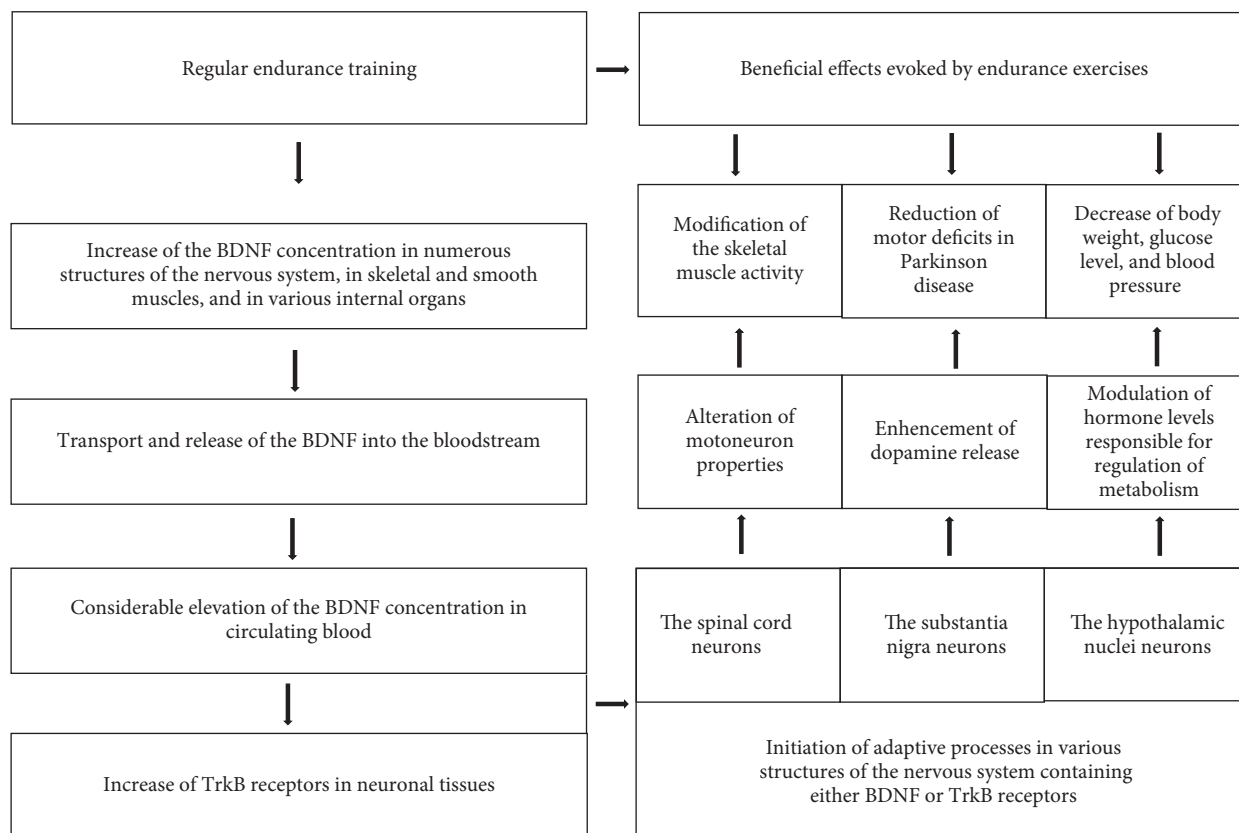 Regular endurance training
Beneficial effects evoked by endurance exercises
Increase of the BDNF concentration in numerous
structures of the nervous system, in skeletal and smooth
muscles, and in various internal organs
Modification of
the skeletal
muscle activity
Reduction of
motor deficits in
Parkinson
disease
Decrease of body
weight, glucose
level, and blood
pressure
Transport and release of the BDNF into the bloodstream
Alteration of
motoneuron
properties
Enhencement of
dopamine release
Modulation of
hormone levels
responsible for
regulation of
metabolism
Considerable elevation of the BDNF concentration in
circulating blood
The spinal cord
neurons
The substantia
nigra neurons
The hypothalamic
nuclei neurons
Increase of TrkB receptors in neuronal tissues
Initiation of adaptive processes in various
structures of the nervous system containing
either BDNF or TrkB receptors